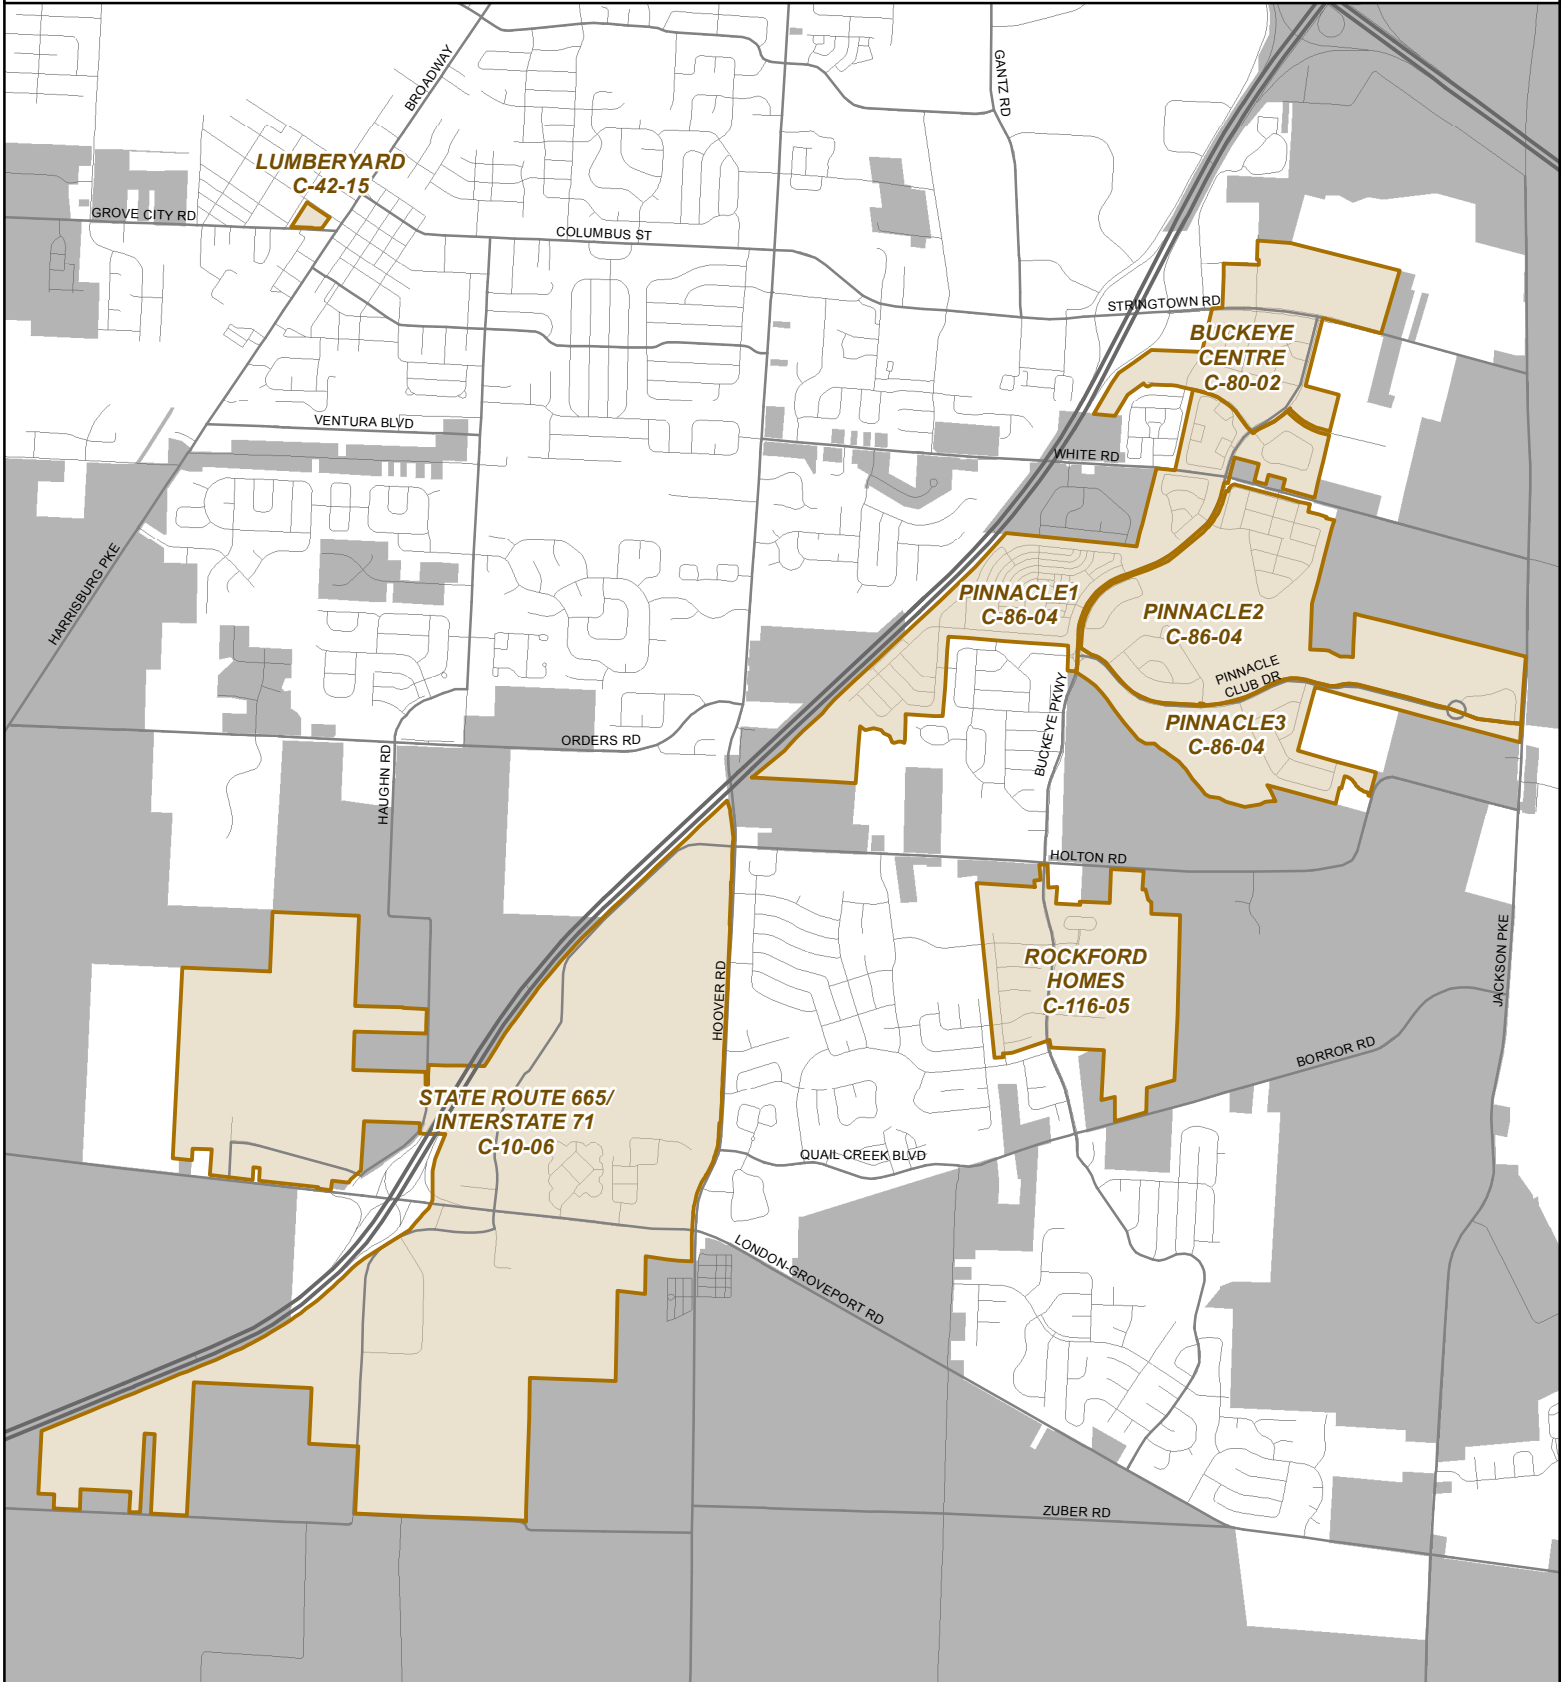 BROADWAY
GANTZ RD
LUMBERYARD
C-42-15
GROVE CITY RD
COLUMBUS ST
STRINGTOWN RD
BUCKEYE
CENTRE
C-80-02
VENTURA BLVD
WHITE RD
HARRISBURG PKE
PINNACLE1
C-86-04
PINNACLE2
C-86-04
PINNACLE
CLUB DR
BUCKEYE PKWY
PINNACLE3
C-86-04
ORDERS RD
HAUGHN RD
HOLTON RD
JACKSON PKE
ROCKFORD
HOMES
C-116-05
HOOVER RD
BORROR RD
STATE ROUTE 665/
INTERSTATE 71
C-10-06
QUAIL CREEK BLVD
LONDON-GROVEPORT RD
ZUBER RD